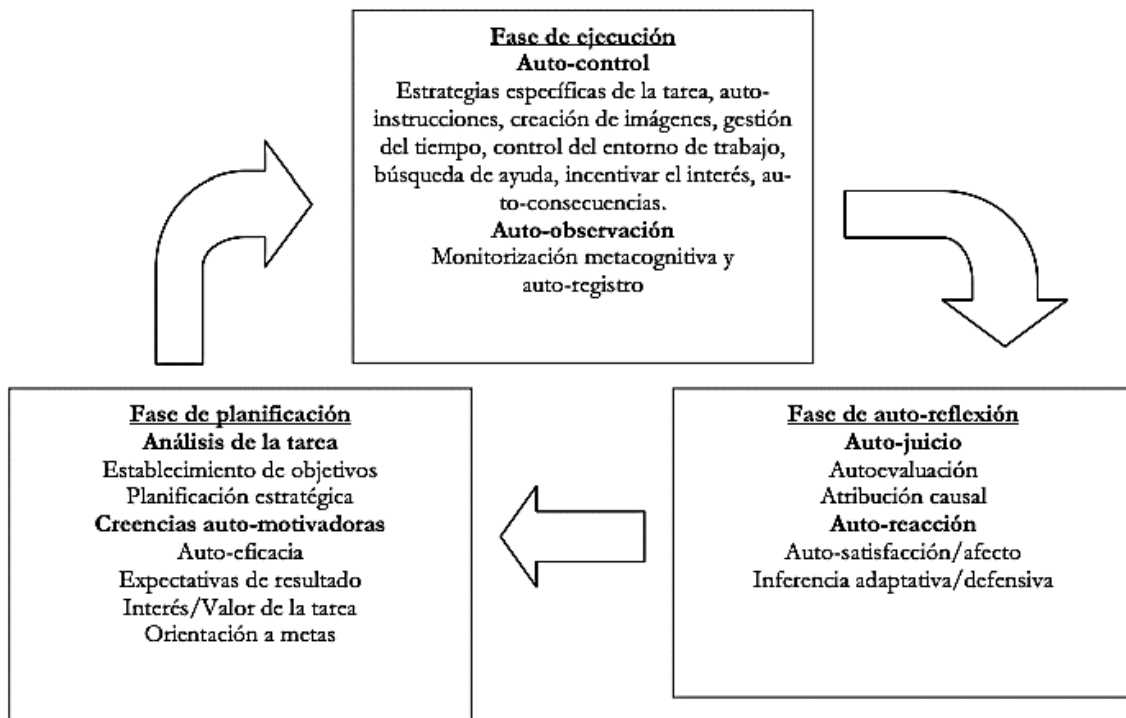 Fase de ejecución
Auto-control
Estrategias específicas de la tarea, auto-
instrucciones, creación de imágenes, gestión
del tiempo, control del entorno de trabajo,
búsqueda de ayuda, incentivar el interés, au-
to-consecuencias.
Auto-observación
Monitorización metacognitiva y
auto-registro
Fase de planificación
Análisis de la tarea
Establecimiento de objetivos
Planificación estratégica
Creencias auto-motivadoras
Auto-eficacia
Expectativas de resultado
Interés/Valor de la tarea
Orientación a metas
Fase de auto-reflexión
Auto-juicio
Autoevaluación
Atribución causal
Auto-reacción
Auto-satisfacción/afecto
Inferencia adaptativa/defensiva